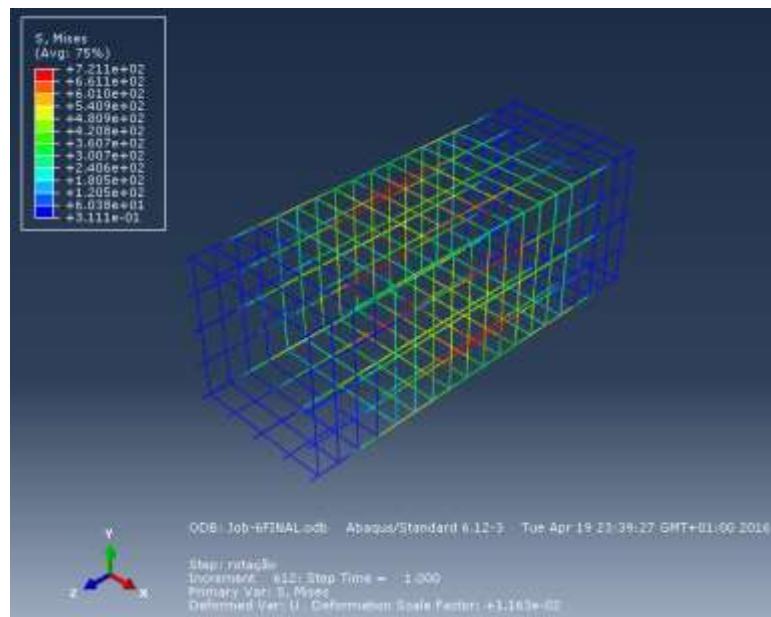 S, Mises
(Avg: 75%)
+7.211e+02
+6.611e+02
+6.010e+02
+5.409e+02
+4.809e+02
+4.208e+02
+3.607e+02
+3.007e+02
+2.406e+02
+1.805e+02
+1.205e+02
+6.038e+01
+3.111e-01
Y
Z
X
ODB: Job-6FINAL.odb Abaqus/Standard 6.12-3 Tue Apr 19 23:39:27 GMT+01:00 2016
Step: rotação
Increment 612: Step Time = 1.000
Primary Var: S, Mises
Deformed Var: U Deformation Scale Factor: +1.163e-02